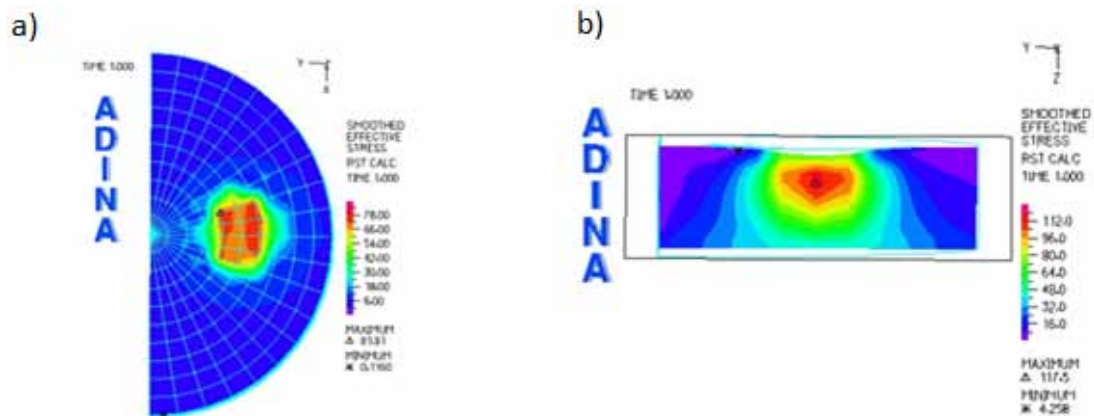 a)
TIME 1.000
Y
X
ADINA
SMOOTHED
EFFECTIVE
STRESS
RST CALC
TIME 1.000
78.00
66.00
54.00
42.00
30.00
18.00
6.00
MAXIMUM
MINIMUM
b)
TIME 1.000
Y
Z
ADINA
SMOOTHED
EFFECTIVE
STRESS
RST CALC
TIME 1.000
112.0
96.0
80.0
64.0
48.0
32.0
16.0
MAXIMUM
117.5
MINIMUM
4.258